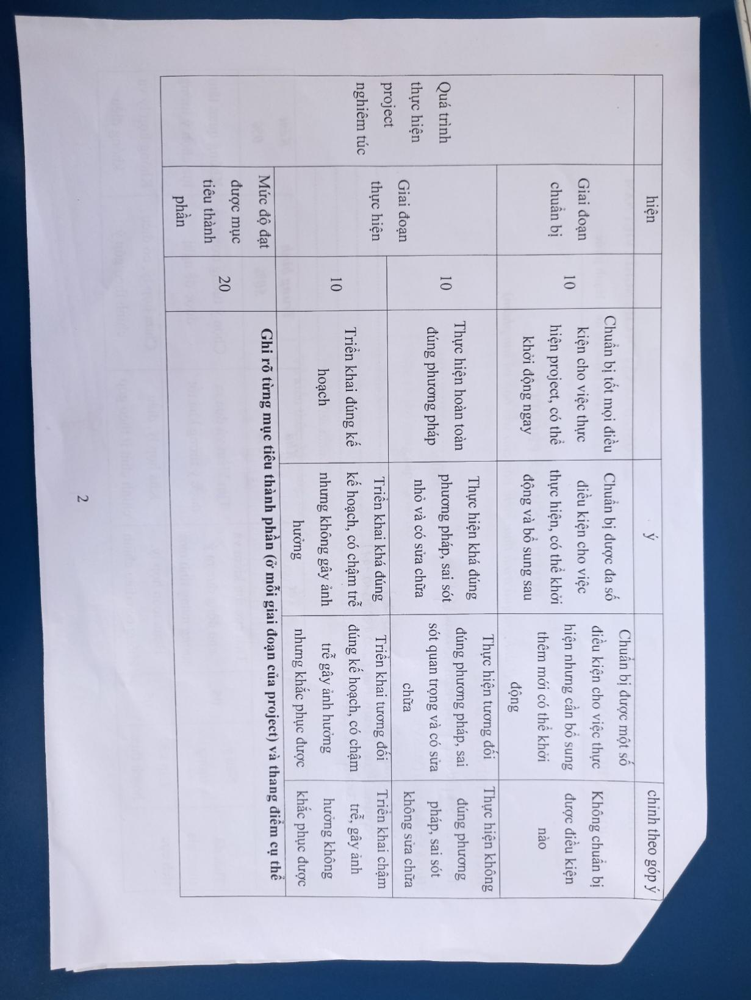 hiện
ý
chỉnh theo góp ý
Quá trình
thực hiện
project
nghiêm túc
Giai đoạn
chuẩn bị
10
Chuẩn bị tốt mọi điều
kiện cho việc thực
hiện project, có thể
khởi động ngay
Chuẩn bị được đa số
điều kiện cho việc
thực hiện, có thể khởi
động và bổ sung sau
Chuẩn bị được một số
điều kiện cho việc thực
hiện nhưng cần bổ sung
thêm mới có thể khởi
động
Không chuẩn bị
được điều kiện
nào
Giai đoạn
thực hiện
10
Thực hiện hoàn toàn
đúng phương pháp
Thực hiện khá đúng
phương pháp, sai sót
nhỏ và có sửa chữa
Thực hiện tương đối
đúng phương pháp, sai
sót quan trọng và có sửa
chữa
Thực hiện không
đúng phương
pháp, sai sót
không sửa chữa
10
Triển khai đúng kế
hoạch
Triển khai khá đúng
kế hoạch, có chậm trễ
nhưng không gây ảnh
hưởng
Triển khai tương đối
đúng kế hoạch, có chậm
trễ gây ảnh hưởng
nhưng khắc phục được
Triển khai chậm
trễ, gây ảnh
hưởng không
khắc phục được
Mức độ đạt
được mục
tiêu thành
phần
20
Ghi rõ từng mục tiêu thành phần (ở mỗi giai đoạn của project) và thang điểm cụ thể
2